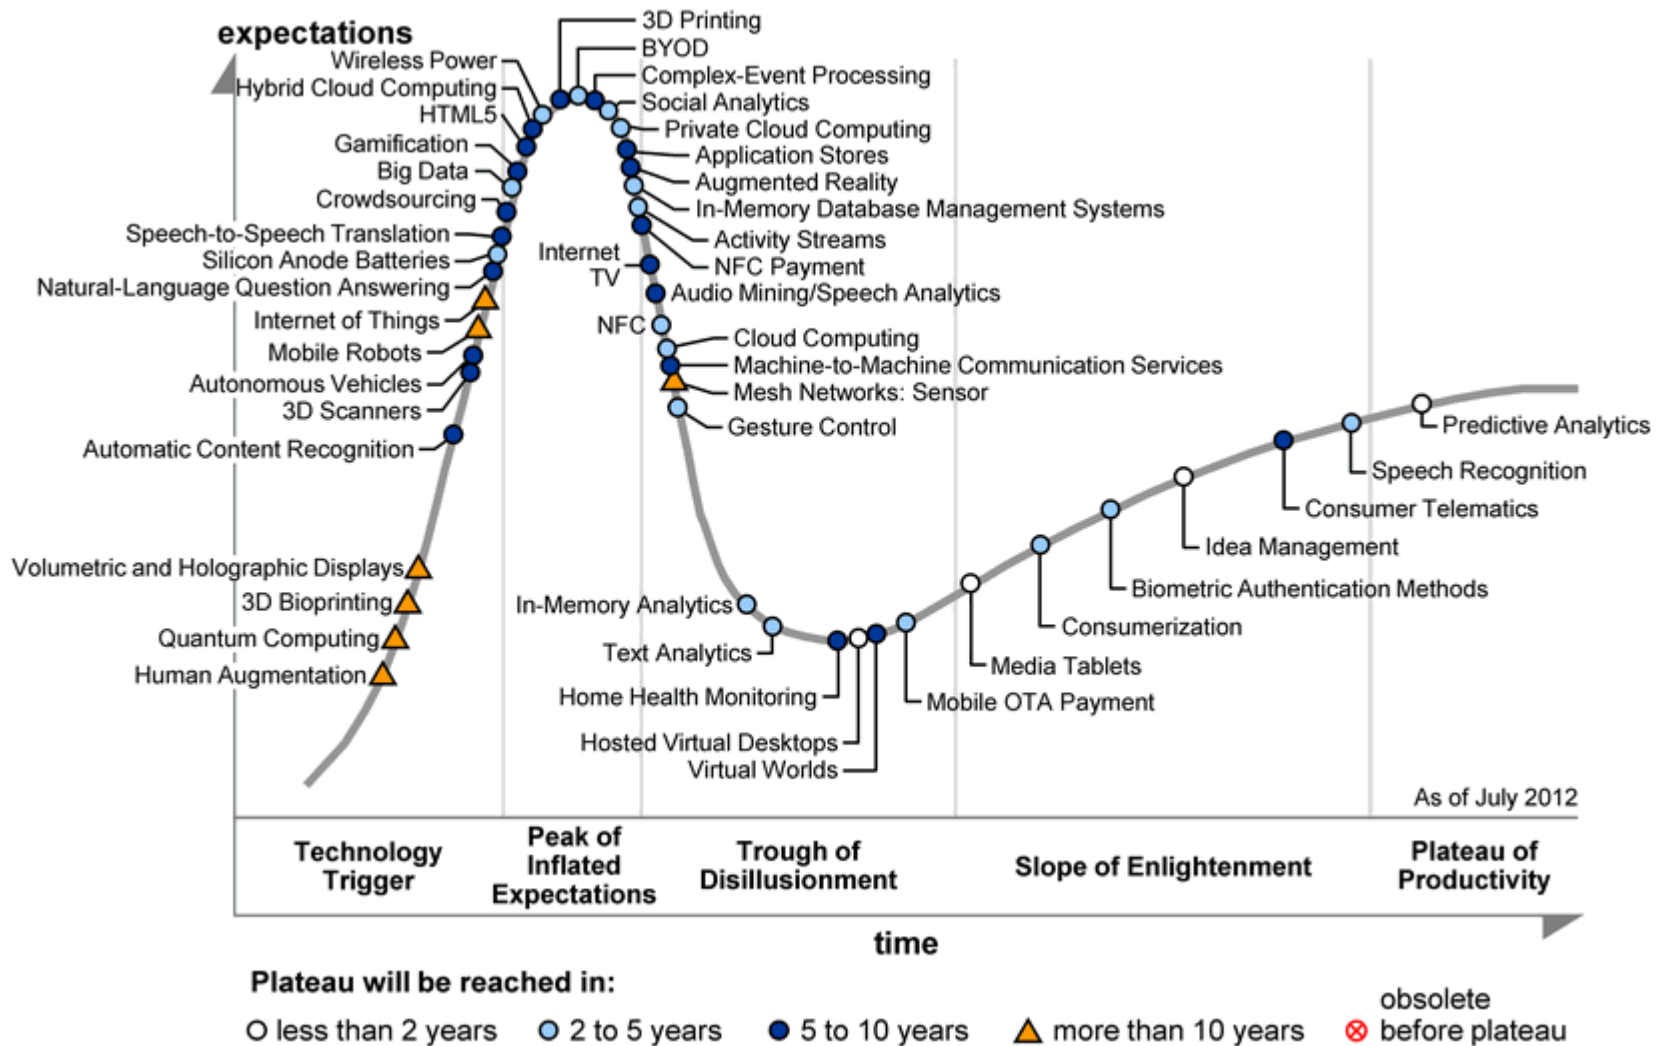 expectations
Wireless Power
Hybrid Cloud Computing
HTML5
Gamification
Big Data
Crowdsourcing
Speech-to-Speech Translation
Silicon Anode Batteries
Natural-Language Question Answering
Internet of Things
Mobile Robots
Autonomous Vehicles
3D Scanners
Automatic Content Recognition
Volumetric and Holographic Displays
3D Bioprinting
Quantum Computing
Human Augmentation
3D Printing
BYOD
Complex-Event Processing
Social Analytics
Private Cloud Computing
Application Stores
Augmented Reality
In-Memory Database Management Systems
Activity Streams
NFC Payment
Internet
TV
Audio Mining/Speech Analytics
NFC
Cloud Computing
Machine-to-Machine Communication Services
Mesh Networks: Sensor
Gesture Control
In-Memory Analytics
Text Analytics
Home Health Monitoring
Hosted Virtual Desktops
Virtual Worlds
Mobile OTA Payment
Media Tablets
Consumerization
Biometric Authentication Methods
Idea Management
Consumer Telematics
Speech Recognition
Predictive Analytics
As of July 2012
Technology
Trigger
Peak of
Inflated
Expectations
Trough of
Disillusionment
Slope of Enlightenment
Plateau of
Productivity
time
Plateau will be reached in:
less than 2 years
2 to 5 years
5 to 10 years
more than 10 years
obsolete
before plateau